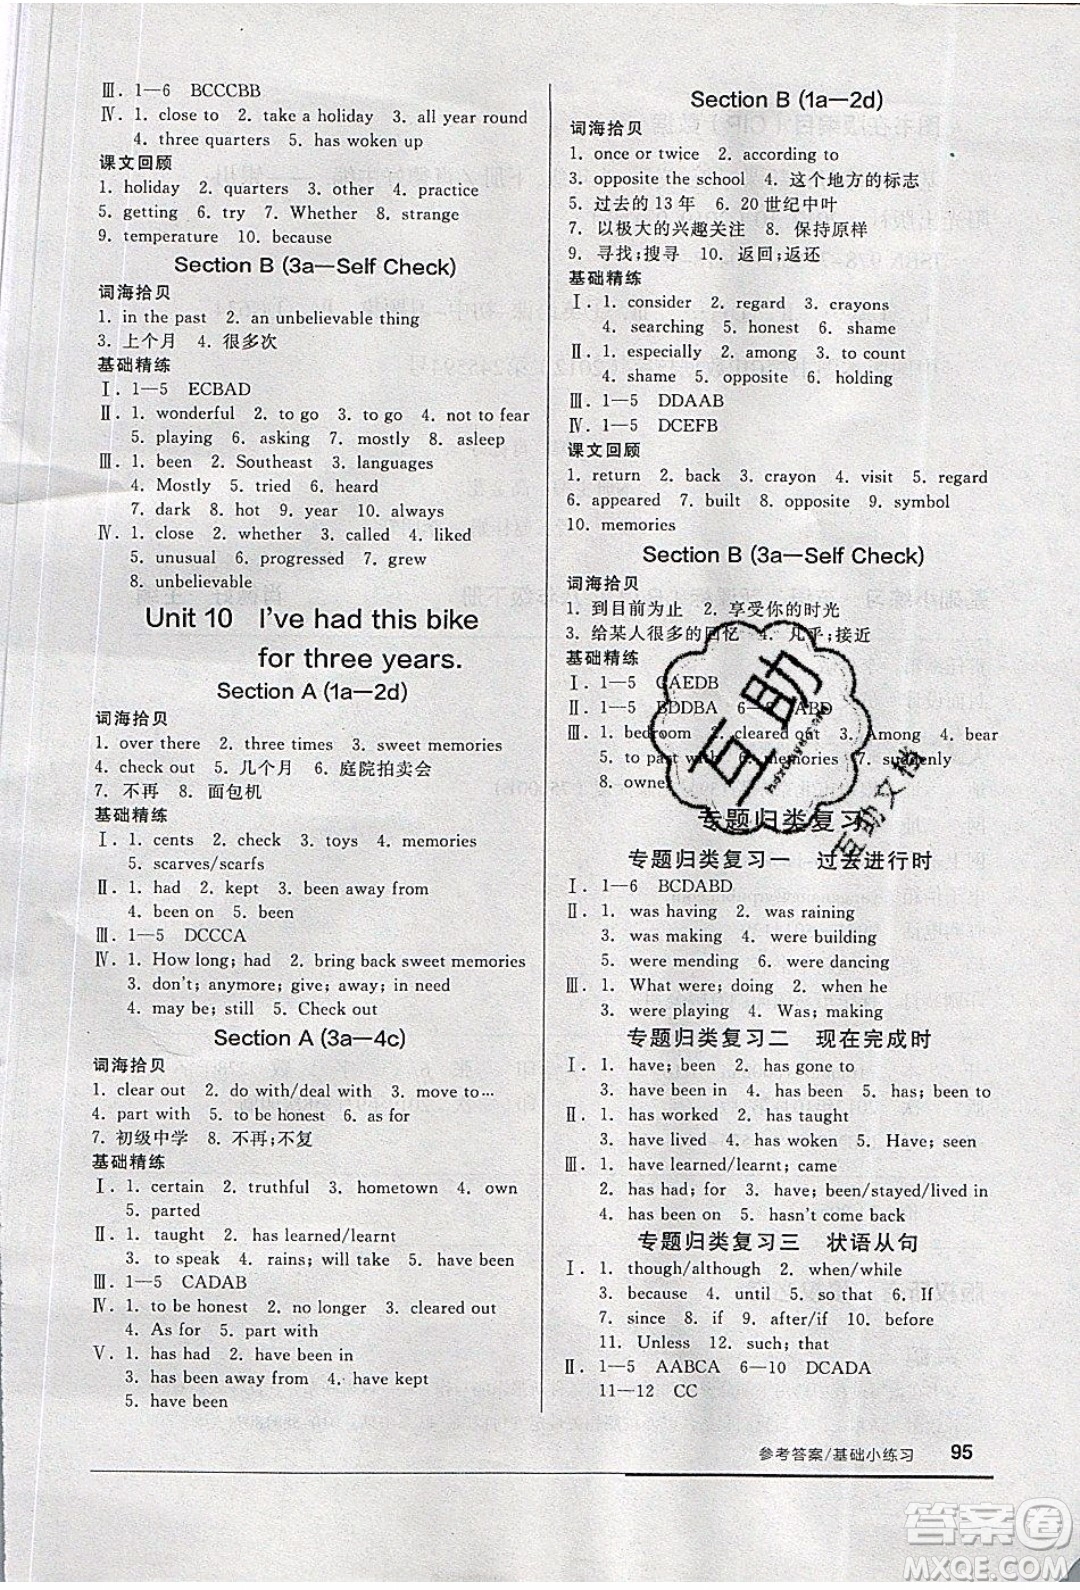 Ⅲ. 1—6 BCCCBB
Ⅳ. 1. close to 2. take a holiday 3. all year round
4. three quarters 5. has woken up
课文回顾
1. holiday 2. quarters 3. other 4. practice
5. getting 6. try 7. Whether 8. strange
9. temperature 10. because
Section B (3a—Self Check)
词海拾贝
1. in the past 2. an unbelievable thing
3. 上个月 4. 很多次
基础精练
Ⅰ. 1—5 ECBAD
Ⅱ. 1. wonderful 2. to go 3. to go 4. not to fear
5. playing 6. asking 7. mostly 8. asleep
Ⅲ. 1. been 2. Southeast 3. languages
4. Mostly 5. tried 6. heard
7. dark 8. hot 9. year 10. always
Ⅳ. 1. close 2. whether 3. called 4. liked
5. unusual 6. progressed 7. grew
8. unbelievable
Unit 10 I've had this bike
for three years.
Section A (1a—2d)
词海拾贝
1. over there 2. three times 3. sweet memories
4. check out 5. 几个月 6. 庭院拍卖会
7. 不再 8. 面包机
基础精练
Ⅰ. 1. cents 2. check 3. toys 4. memories
5. scarves/scarfs
Ⅱ. 1. had 2. kept 3. been away from
4. been on 5. had
Ⅲ. 1—5 DCCCA
Ⅳ. 1. How long; had 2. bring back sweet memories
3. don't; anymore; give; away; in need
4. may be; still 5. Check out
Section A (3a—4c)
词海拾贝
1. clear out 2. do with/deal with 3. move to…
4. part with 5. to be honest 6. as for
7. 初级中学 8. 不再;不复
基础精练
Ⅰ. 1. certain 2. truthful 3. hometown 4. own
5. parted
Ⅱ. 1. taught 2. has learned/learnt
3. to speak 4. rains; will take 5. have known
Ⅲ. 1—5 CADAB
Ⅳ. 1. to be honest 2. no longer 3. cleared out
4. As for 5. part with
Ⅴ. 1. has had 2. have been in
3. has been away from 4. have kept
5. have been
Section B (1a—2d)
词海拾贝
1. once or twice 2. according to
3. opposite the school 4. 这个地方的标志
5. 过去的 13 年 6. 20 世纪中叶
7. 以极大的兴趣关注 8. 保持原样
9. 寻找;搜寻 10. 返回;返还
基础精练
Ⅰ. 1. consider 2. regard 3. crayons
4. searching 5. honest 6. shame
Ⅱ. 1. especially 2. among 3. to count
4. shame 5. opposite 6. holding
Ⅲ. 1—5 DDAAB
Ⅳ. 1—5 DCEFB
课文回顾
1. return 2. back 3. crayon 4. visit 5. regard
6. appeared 7. built 8. opposite 9. symbol
10. memories
Section B (3a—Self Check)
词海拾贝
1. 到目前为止 2. 享受你的时光
3. 给某人很多的回忆 4. 几乎;接近
基础精练
Ⅰ. 1—5 CAEDB
Ⅱ. 1—5 BDDBA 6—8 ABD
Ⅲ. 1. bedroom 2. cleared out 3. Among 4. bear
5. to part with 6. memories 7. suddenly
8. owner
专题归类复习
专题归类复习一 过去进行时
Ⅰ. 1—6 BCDABD
Ⅱ. 1. was having 2. was raining
3. was making 4. were building
5. were mending 6. were dancing
Ⅲ. 1. What were; doing 2. when he
3. were playing 4. Was; making
专题归类复习二 现在完成时
Ⅰ. 1. have; been 2. has gone to
3. have been in 4. has been 5. has; been to
Ⅱ. 1. has worked 2. has taught
3. have lived 4. has woken 5. Have; seen
Ⅲ. 1. have learned/learnt; came
2. has had; for 3. have; been/stayed/lived in
4. has been on 5. hasn't come back
专题归类复习三 状语从句
Ⅰ. 1. though/although 2. when/while
3. because 4. until 5. so that 6. If
7. since 8. if 9. after/if 10. before
11. Unless 12. such; that
Ⅱ. 1—5 AABCA 6—10 DCADA
11—12 CC
参考答案/基础小练习 95
互助
互助文档
答案圈
MXQE.COM